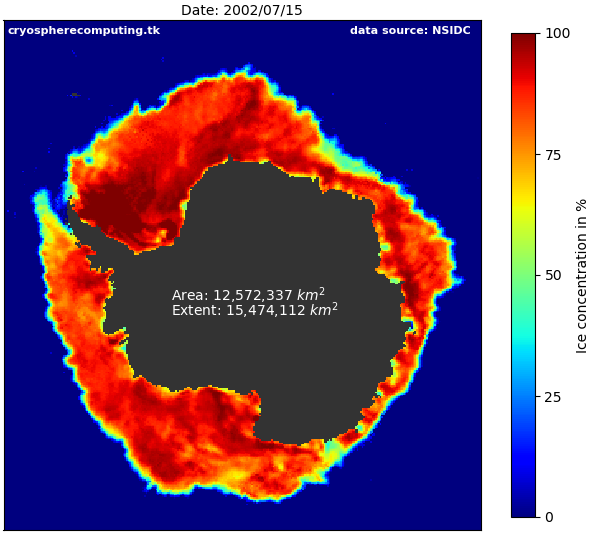 Date: 2002/07/15
cryospherecomputing.tk
data source: NSIDC
Area: 12,572,337 km²
Extent: 15,474,112 km²
100
75
50
25
0
Ice concentration in %